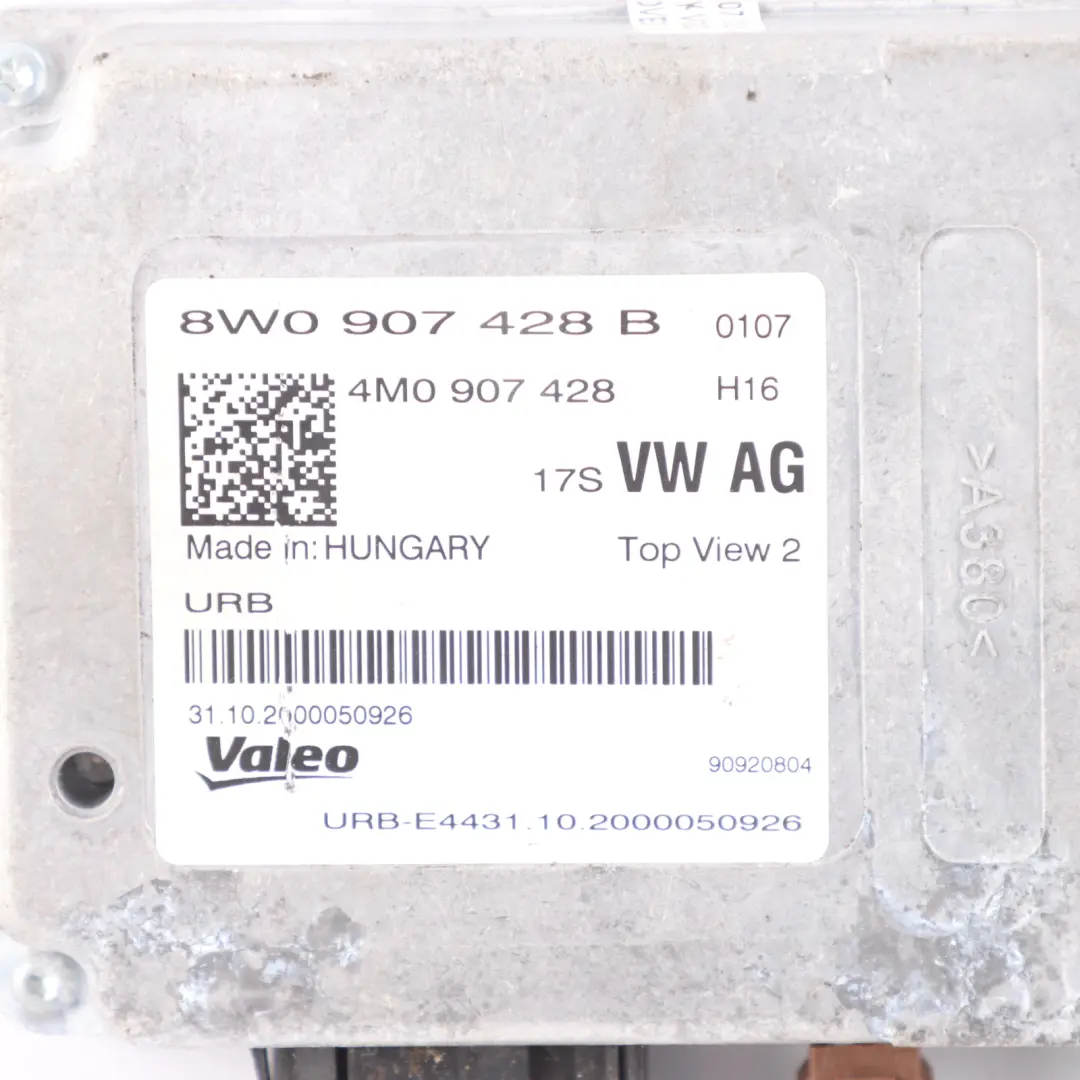 8W0 907 428 B 0107
4M0 907 428 H16
17S VW AG
Made in: HUNGARY Top View 2
URB
31.10.2000050926
Valeo 90920804
URB-E4431.10.2000050926
>A380<